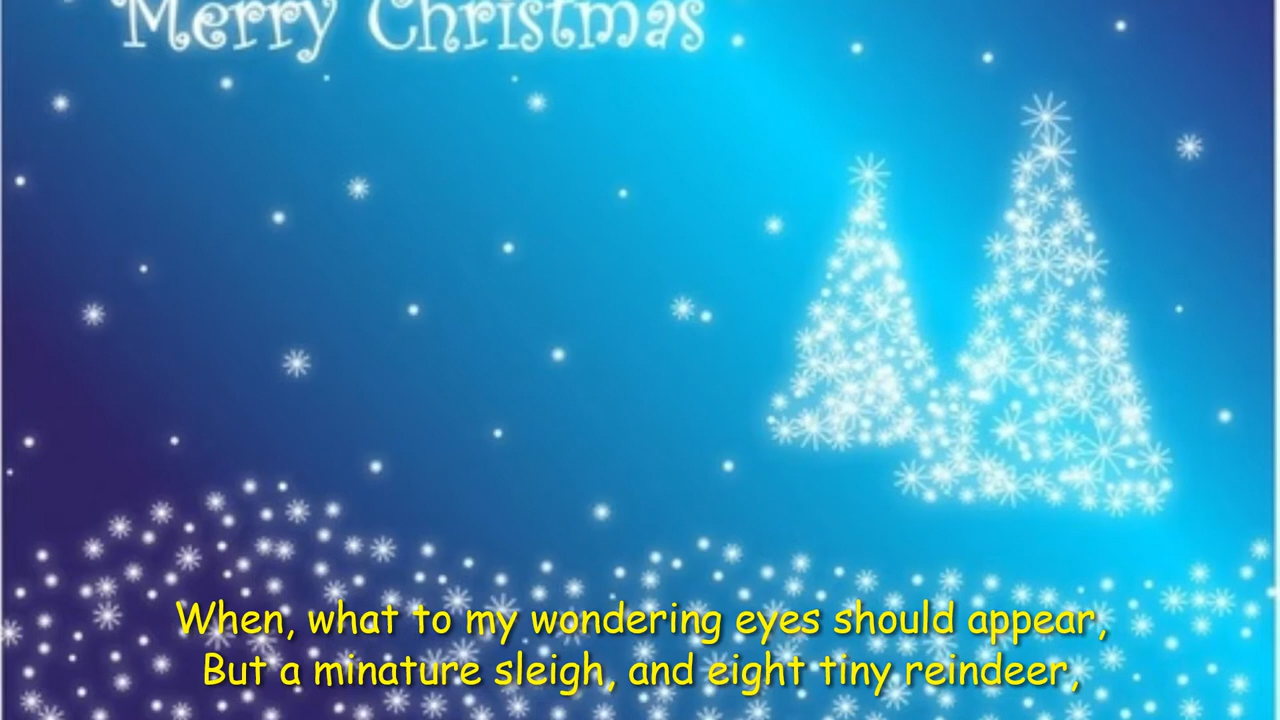 Merry Christmas
When, what to my wondering eyes should appear,
But a minature sleigh, and eight tiny reindeer,